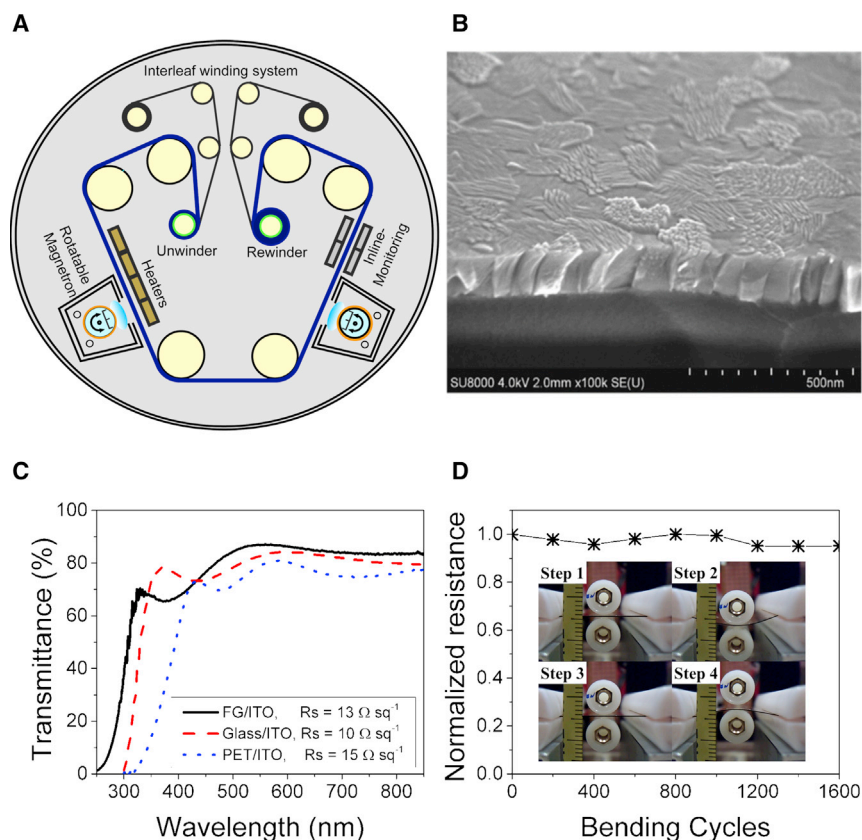 A
Interleaf winding system
Rotatable
Magnetron
Heaters
Unwinder
Rewinder
Inline-
Monitoring
B
SU8000 4.0kV 2.0mm x100k SE(U)
500nm
C
100
80
60
40
20
0
300 400 500 600 700 800
Transmittance (%)
Wavelength (nm)
FG/ITO, Rs = 13 Ω sq⁻¹
Glass/ITO, Rs = 10 Ω sq⁻¹
PET/ITO, Rs = 15 Ω sq⁻¹
D
1.0
0.8
0.6
0.4
0.2
0.0
0 400 800 1200 1600
Normalized resistance
Bending Cycles
Step 1
Step 2
Step 3
Step 4